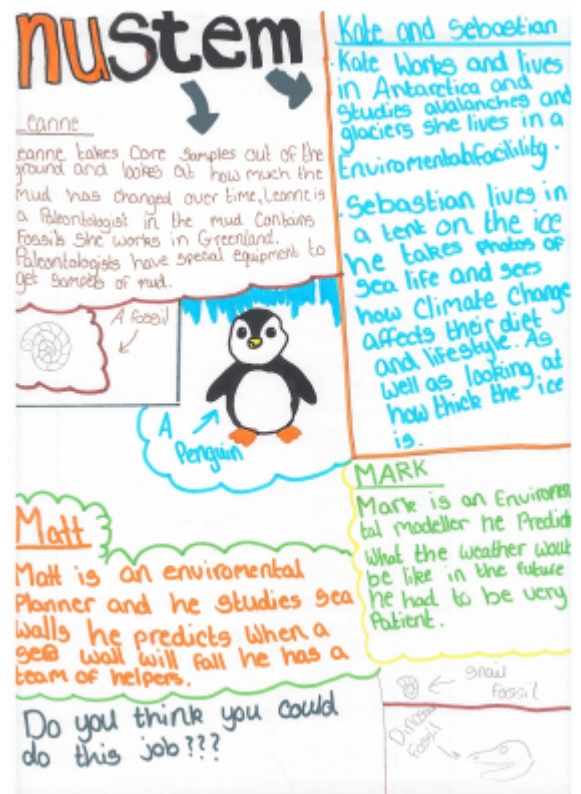 nustem
Leanne
Leanne takes Core Samples out of the
ground and lookes at how much the
mud has changed over time, Leanne is
a Paleontologist in the mud Contains
Fossils She works in Greenland.
Paleontologists have special equipment to
get sampels of mud.
A fossil
A
Penguin
Kate and Sebastian
Kate Works and lives
in Antarctica and
Studies avalanches and
glaciers she lives in a
Enviromental facilility.
Sebastian lives in
a tent on the ice
he takes photos of
sea life and sees
how Climate Change
affects their diet
and lifestyle. As
well as looking at
how thick the ice
is.
Matt
Matt is an enviromental
Planner and he studies sea
walls he predicts when a
sea wall will fall he has a
team of helpers.
MARK
Mark is an Enviromen
tal modeller he Predict
What the weather would
be like in the future
he had to be very
Patient.
Do you think you could
do this job???
snail
fossil
Dinosaur
Fossil